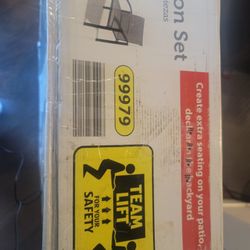 on Set
99979
Create extra seating on your patio,
deck or in the backyard
TEAM
LIFT
FOR YOUR
SAFETY